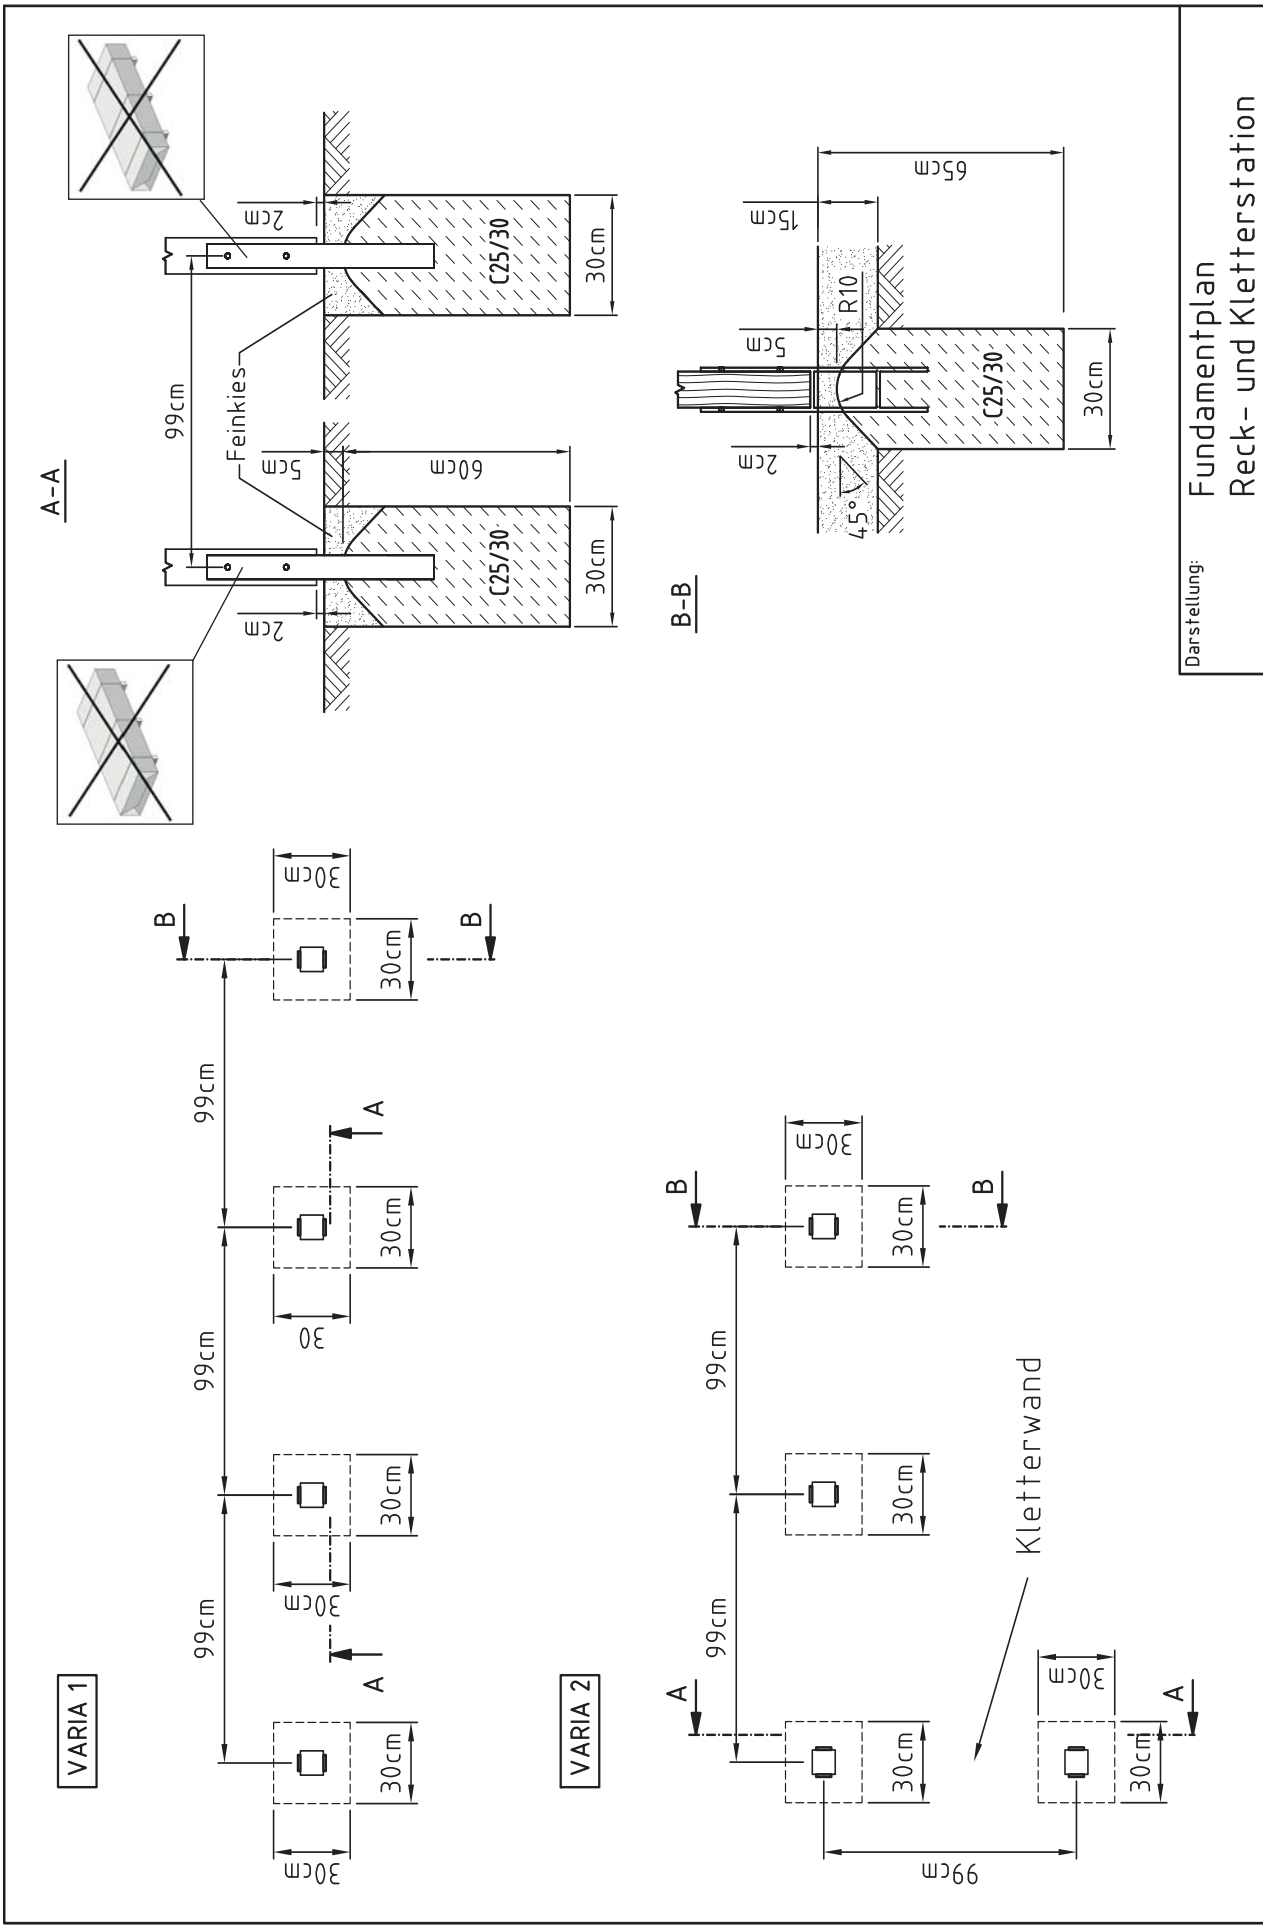 VARIA 1
99cm
99cm
99cm
30cm
30cm
A
30cm
30cm
A
30
30cm
A
B
30cm
30cm
B
VARIA 2
99cm
99cm
A
30cm
30cm
B
30cm
30cm
B
99cm
Kletterwand
30cm
30cm
A
A-A
99cm
2cm
Feinkies
5cm
2cm
60cm
C25/30
C25/30
30cm
30cm
B-B
2cm
5cm
15cm
65cm
45°
R10
C25/30
30cm
Darstellung:
Fundamentplan
Reck- und Kletterstation